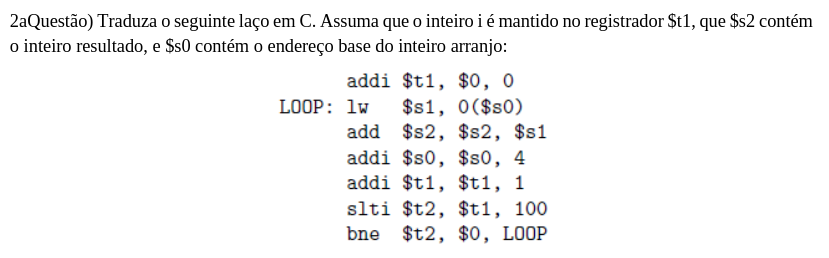 2aQuestão) Traduza o seguinte laço em C. Assuma que o inteiro i é mantido no registrador $t1, que $s2 contém
o inteiro resultado, e $s0 contém o endereço base do inteiro arranjo:
addi $t1, $0, 0
LOOP: lw $s1, 0($s0)
add $s2, $s2, $s1
addi $s0, $s0, 4
addi $t1, $t1, 1
slti $t2, $t1, 100
bne $t2, $0, LOOP